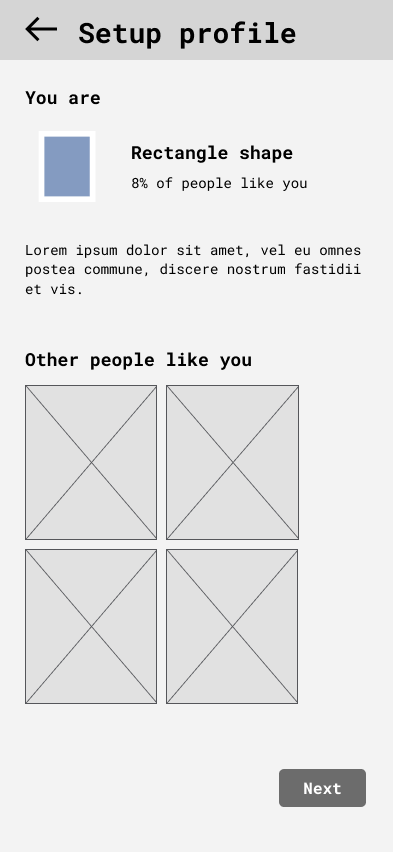 Setup profile
You are
Rectangle shape
8% of people like you
Lorem ipsum dolor sit amet, vel eu omnes
postea commune, discere nostrum fastidii
et vis.
Other people like you
Next